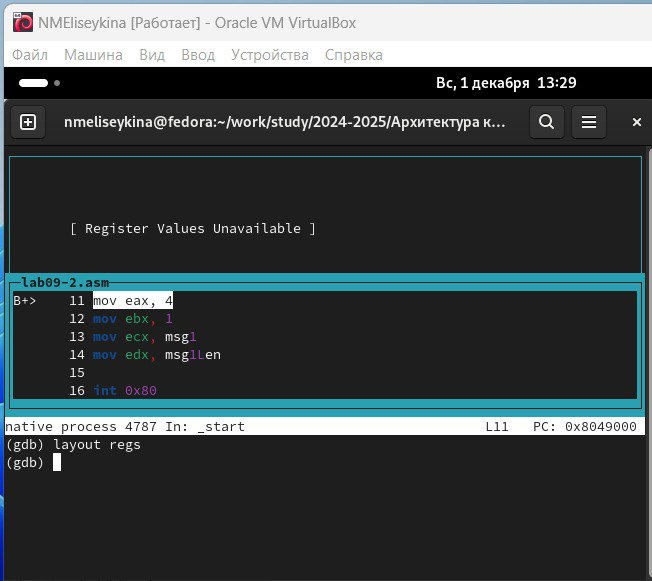 NMEliseykina [Работает] - Oracle VM VirtualBox
Файл Машина Вид Ввод Устройства Справка
Вс, 1 декабря 13:29
nmeliseykina@fedora:~/work/study/2024-2025/Архитектура к...
[ Register Values Unavailable ]
lab09-2.asm
B+> 11 mov eax, 4
12 mov ebx, 1
13 mov ecx, msg1
14 mov edx, msg1Len
15
16 int 0x80
native process 4787 In: _start L11 PC: 0x8049000
(gdb) layout regs
(gdb)